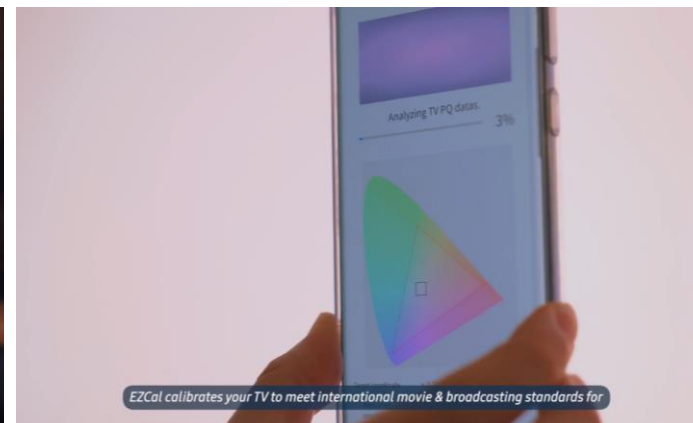 Analyzing TV PQ datas.
3%
EZCal calibrates your TV to meet international movie & broadcasting standards for